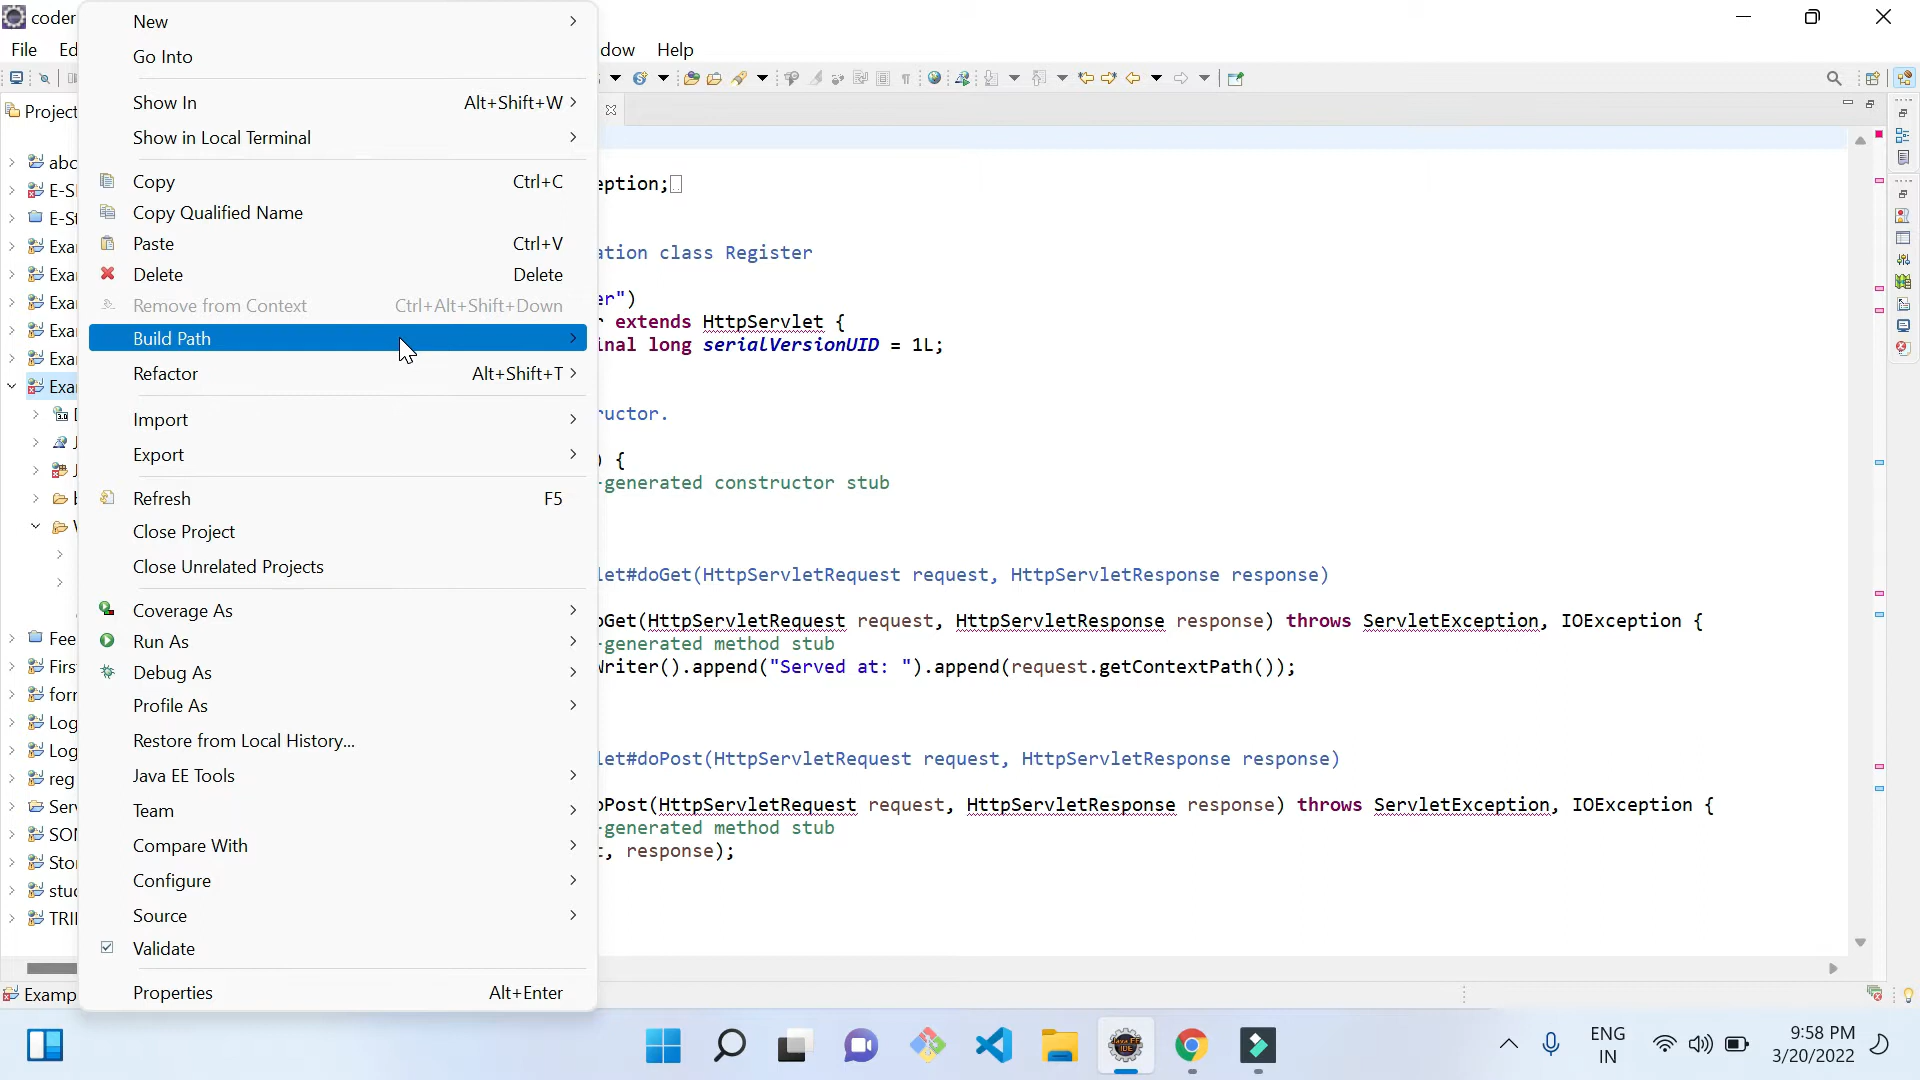 coder
File Ed dow Help
Project
abc
E-S
E-St
Exa
Exa
Exa
Exa
Exa
Exa
Fee
Firs
for
Log
Log
reg
Serv
SO
Sto
stud
TRI
Examp
New
Go Into
Show In Alt+Shift+W
Show in Local Terminal
Copy Ctrl+C
Copy Qualified Name
Paste Ctrl+V
Delete Delete
Remove from Context Ctrl+Alt+Shift+Down
Build Path
Refactor Alt+Shift+T
Import
Export
Refresh F5
Close Project
Close Unrelated Projects
Coverage As
Run As
Debug As
Profile As
Restore from Local History...
Java EE Tools
Team
Compare With
Configure
Source
Validate
Properties Alt+Enter
eption;
ation class Register
er")
r extends HttpServlet {
inal long serialVersionUID = 1L;
ructor.
) {
-generated constructor stub
let#doGet(HttpServletRequest request, HttpServletResponse response)
oGet(HttpServletRequest request, HttpServletResponse response) throws ServletException, IOException {
-generated method stub
Writer().append("Served at: ").append(request.getContextPath());
let#doPost(HttpServletRequest request, HttpServletResponse response)
oPost(HttpServletRequest request, HttpServletResponse response) throws ServletException, IOException {
-generated method stub
t, response);
ENG
IN
9:58 PM
3/20/2022